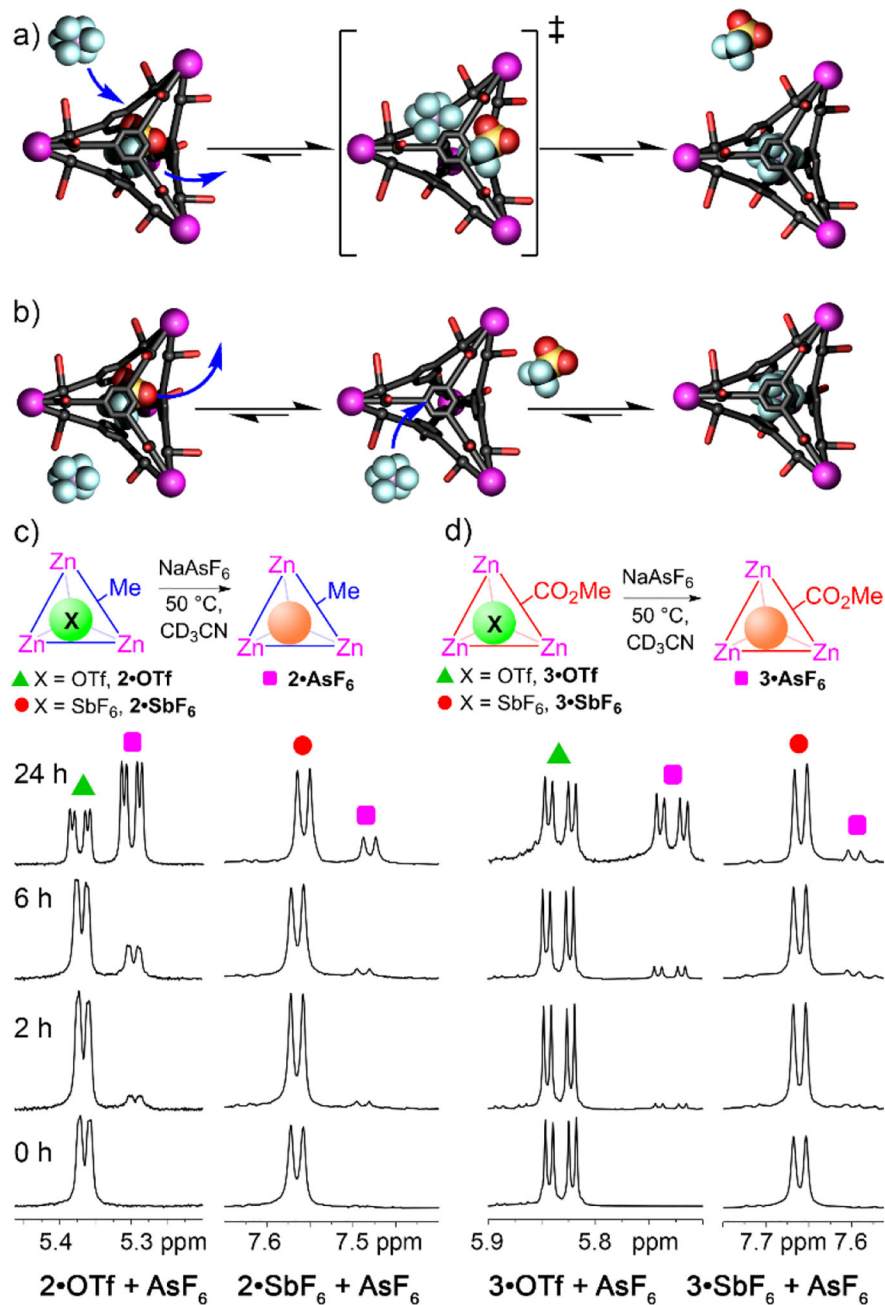 a)
‡
b)
c)
Zn
Me
Zn
Zn
X
NaAsF6
50 °C,
CD3CN
Zn
Me
Zn
Zn
X = OTf, 2•OTf
X = SbF6, 2•SbF6
2•AsF6
d)
Zn
CO2Me
Zn
Zn
X
NaAsF6
50 °C,
CD3CN
Zn
CO2Me
Zn
Zn
X = OTf, 3•OTf
X = SbF6, 3•SbF6
3•AsF6
24 h
6 h
2 h
0 h
5.4 5.3 ppm
7.6 7.5 ppm
5.9 5.8 ppm
7.7 ppm 7.6
2•OTf + AsF6
2•SbF6 + AsF6
3•OTf + AsF6
3•SbF6 + AsF6